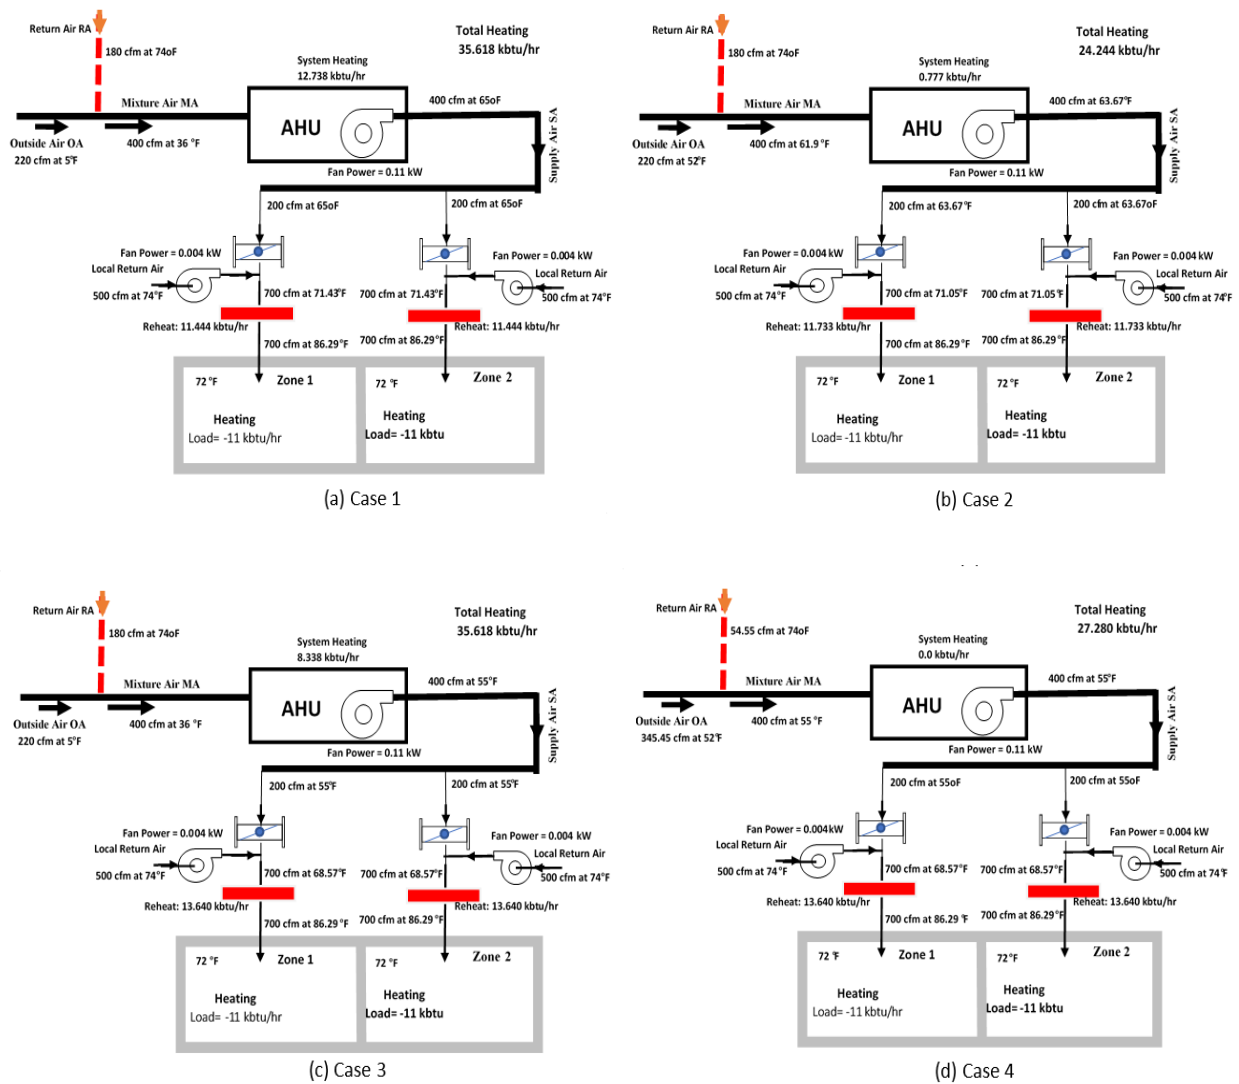 Return Air RA
180 cfm at 74oF
Total Heating
35.618 kbtu/hr
System Heating
12.738 kbtu/hr
Mixture Air MA
400 cfm at 65oF
AHU
Outside Air OA
220 cfm at 5°F
400 cfm at 36 °F
Supply Air SA
Fan Power = 0.11 kW
200 cfm at 65oF
200 cfm at 65oF
Fan Power = 0.004 kW
Local Return Air
500 cfm at 74°F
Fan Power = 0.004 kW
Local Return Air
500 cfm at 74°F
700 cfm at 71.43°F
700 cfm at 71.43°F
Reheat: 11.444 kbtu/hr
Reheat: 11.444 kbtu/hr
700 cfm at 86.29°F
700 cfm at 86.29°F
72 °F
Zone 1
72 °F
Zone 2
Heating
Load= -11 kbtu/hr
Heating
Load= -11 kbtu
(a) Case 1
Return Air RA
180 cfm at 74oF
Total Heating
24.244 kbtu/hr
System Heating
0.777 kbtu/hr
Mixture Air MA
400 cfm at 63.67°F
AHU
Outside Air OA
220 cfm at 52°F
400 cfm at 61.9 °F
Supply Air SA
Fan Power = 0.11 kW
200 cfm at 63.67°F
200 cfm at 63.67oF
Fan Power = 0.004 kW
Local Return Air
500 cfm at 74°F
Fan Power = 0.004 kW
Local Return Air
500 cfm at 74°F
700 cfm at 71.05°F
700 cfm at 71.05°F
Reheat: 11.733 kbtu/hr
Reheat: 11.733 kbtu/hr
700 cfm at 86.29°F
700 cfm at 86.29°F
72 °F
Zone 1
72 °F
Zone 2
Heating
Load= -11 kbtu/hr
Heating
Load= -11 kbtu
(b) Case 2
Return Air RA
180 cfm at 74oF
Total Heating
35.618 kbtu/hr
System Heating
8.338 kbtu/hr
Mixture Air MA
400 cfm at 55°F
AHU
Outside Air OA
220 cfm at 5°F
400 cfm at 36 °F
Supply Air SA
Fan Power = 0.11 kW
200 cfm at 55°F
200 cfm at 55°F
Fan Power = 0.004 kW
Local Return Air
500 cfm at 74°F
Fan Power = 0.004 kW
Local Return Air
500 cfm at 74°F
700 cfm at 68.57°F
700 cfm at 68.57°F
Reheat: 13.640 kbtu/hr
Reheat: 13.640 kbtu/hr
700 cfm at 86.29°F
700 cfm at 86.29°F
72 °F
Zone 1
72 °F
Zone 2
Heating
Load= -11 kbtu/hr
Heating
Load= -11 kbtu
(c) Case 3
Return Air RA
54.55 cfm at 74oF
Total Heating
27.280 kbtu/hr
System Heating
0.0 kbtu/hr
Mixture Air MA
400 cfm at 55°F
AHU
Outside Air OA
345.45 cfm at 52°F
400 cfm at 55 °F
Supply Air SA
Fan Power = 0.11 kW
200 cfm at 55oF
200 cfm at 55oF
Fan Power = 0.004kW
Local Return Air
500 cfm at 74°F
Fan Power = 0.004 kW
Local Return Air
500 cfm at 74°F
700 cfm at 68.57°F
700 cfm at 68.57°F
Reheat: 13.640 kbtu/hr
Reheat: 13.640 kbtu/hr
700 cfm at 86.29 °F
700 cfm at 86.29°F
72 °F
Zone 1
72 °F
Zone 2
Heating
Load= -11 kbtu/hr
Heating
Load= -11 kbtu
(d) Case 4